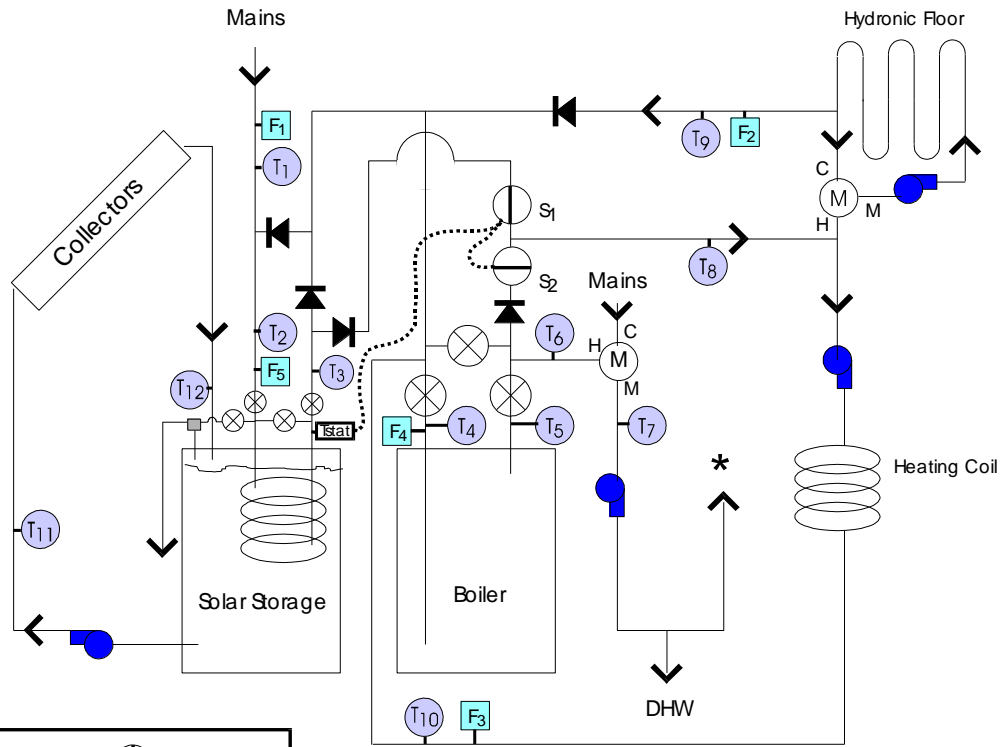 Mains
Hydronic Floor
F1
T1
T9
F2
C
M
M
H
Collectors
S1
S2
T8
Mains
T2
T6
H
C
M
M
F5
T3
T12
Tstat
F4
T4
T5
T7
*
Heating Coil
T11
Solar Storage
Boiler
DHW
T10
F3